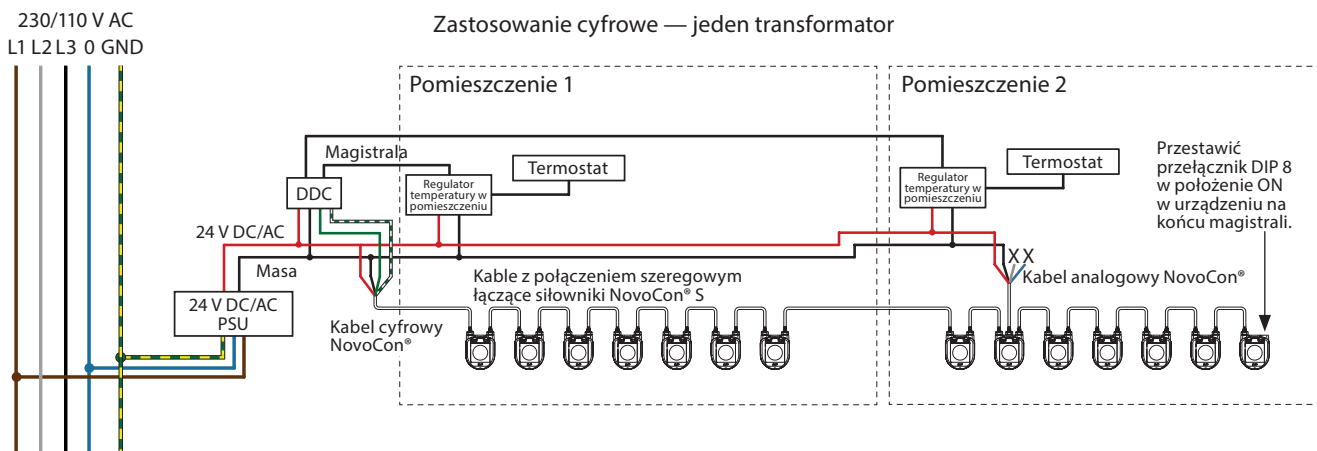 230/110 V AC
L1 L2 L3 0 GND
Zastosowanie cyfrowe — jeden transformator
Pomieszczenie 1
Pomieszczenie 2
Magistrala
DDC
Regulator
temperatury w
pomieszczeniu
Termostat
Regulator
temperatury w
pomieszczeniu
Termostat
Przestawić
przełącznik DIP 8
w położenie ON
w urządzeniu na
końcu magistrali.
24 V DC/AC
Masa
24 V DC/AC
PSU
Kabel cyfrowy
NovoCon®
Kable z połączeniem szeregowym
łączące siłowniki NovoCon® S
X X
Kabel analogowy NovoCon®